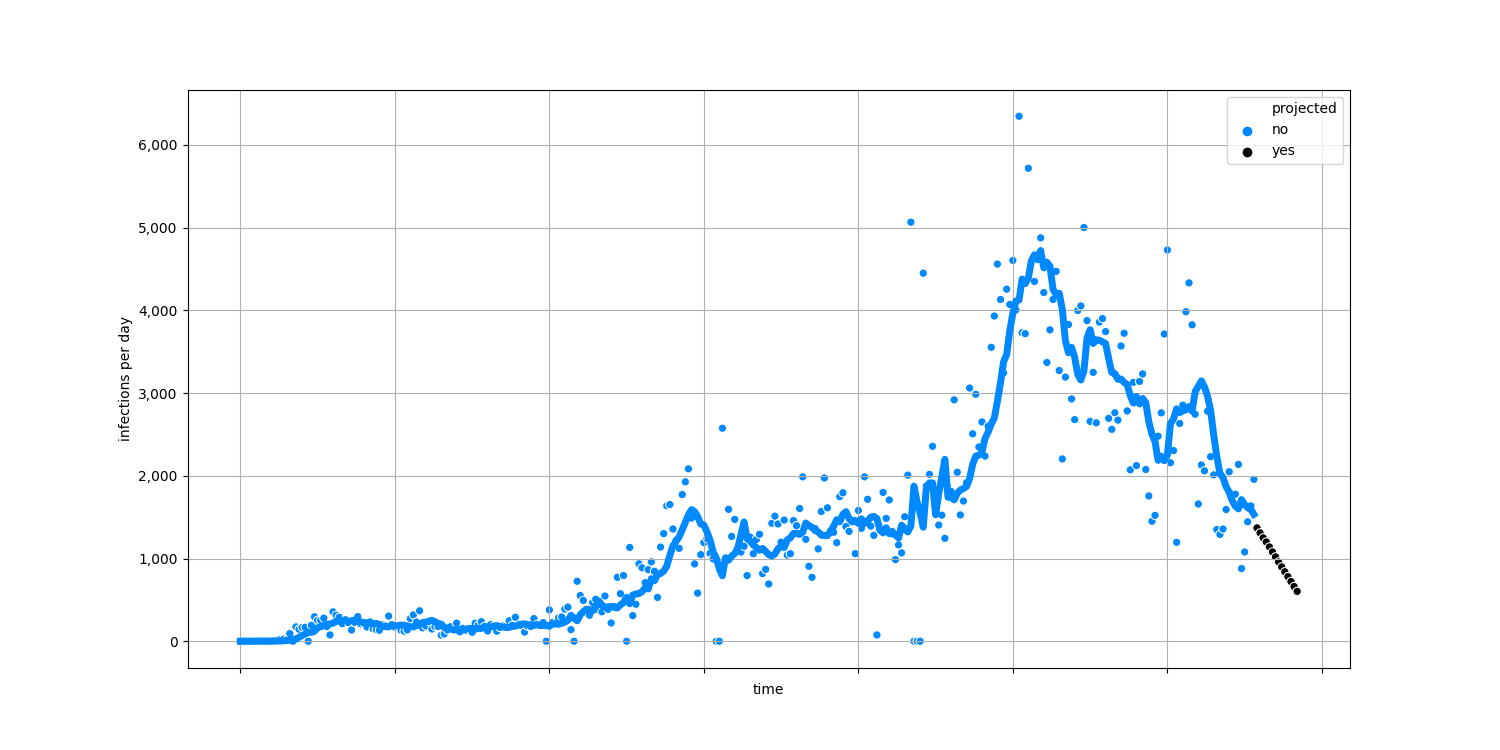 projected
no
yes
6,000
5,000
4,000
3,000
2,000
1,000
0
infections per day
time